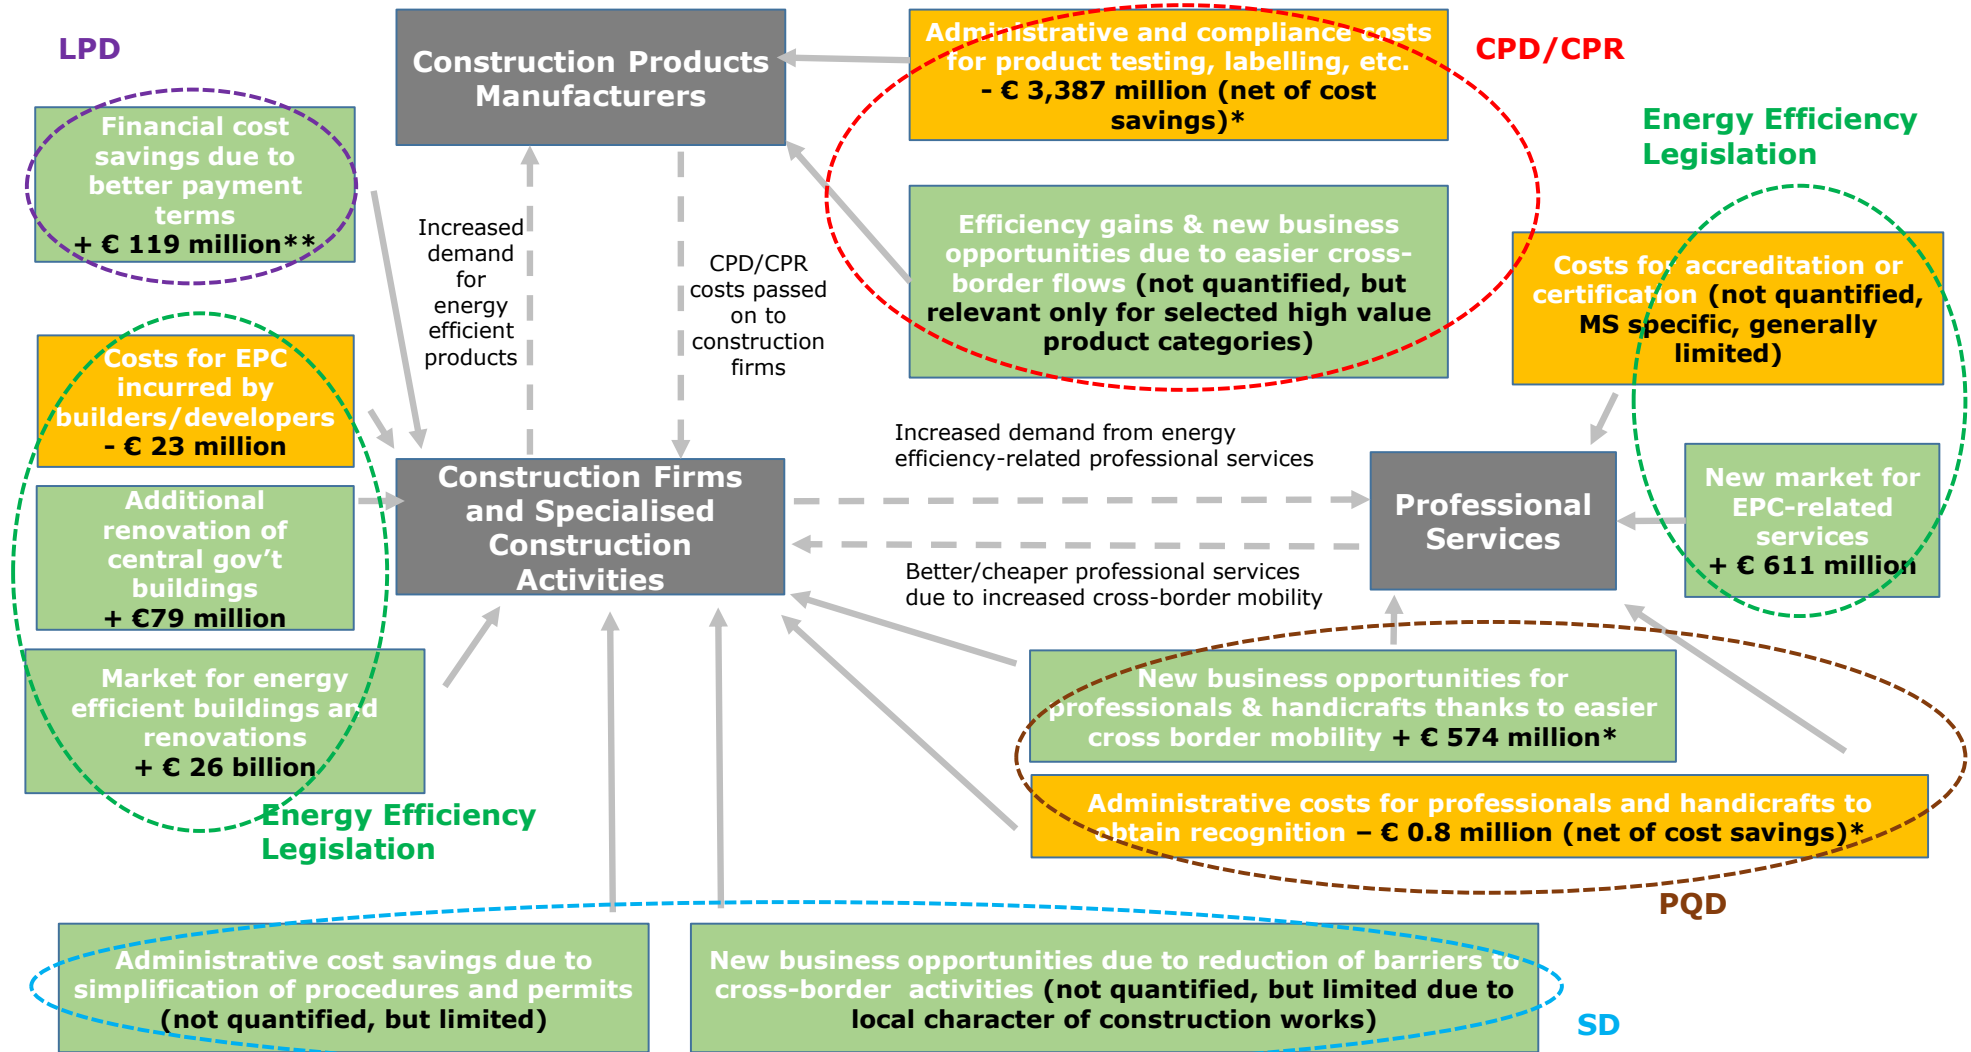 LPD
Construction Products
Manufacturers
Administrative and compliance costs
for product testing, labelling, etc.
- € 3,387 million (net of cost
savings)*
CPD/CPR
Financial cost
savings due to
better payment
terms
+ € 119 million**
Energy Efficiency
Legislation
Increased
demand
for
energy
efficient
products
CPD/CPR
costs passed
on to
construction
firms
Efficiency gains & new business
opportunities due to easier cross-
border flows (not quantified, but
relevant only for selected high value
product categories)
Costs for accreditation or
certification (not quantified,
MS specific, generally
limited)
Costs for EPC
incurred by
builders/developers
- € 23 million
Increased demand from energy
efficiency-related professional services
Construction Firms
and Specialised
Construction
Activities
Professional
Services
New market for
EPC-related
services
+ € 611 million
Additional
renovation of
central gov’t
buildings
+ €79 million
Better/cheaper professional services
due to increased cross-border mobility
Market for energy
efficient buildings and
renovations
+ € 26 billion
New business opportunities for
professionals & handicrafts thanks to easier
cross border mobility + € 574 million*
Energy Efficiency
Legislation
Administrative costs for professionals and handicrafts to
obtain recognition – € 0.8 million (net of cost savings)*
PQD
Administrative cost savings due to
simplification of procedures and permits
(not quantified, but limited)
New business opportunities due to reduction of barriers to
cross-border  activities (not quantified, but limited due to
local character of construction works)
SD